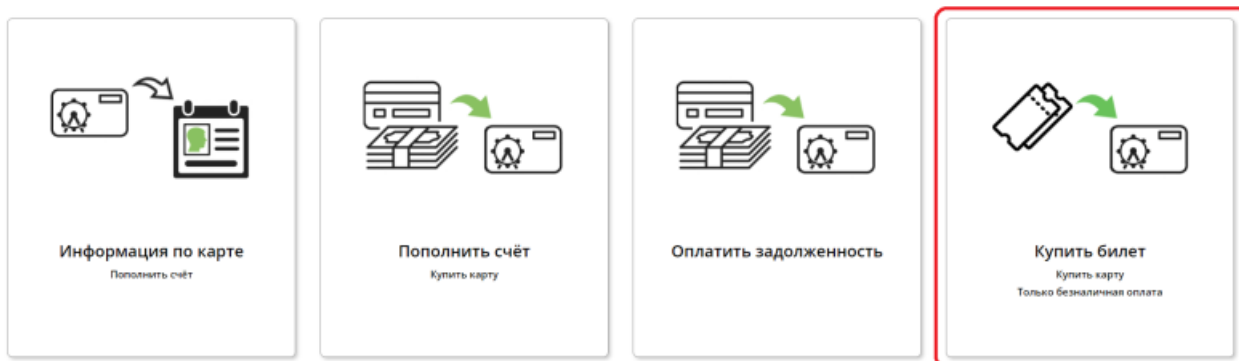 Информация по карте
Пополнить счёт
Пополнить счёт
Купить карту
Оплатить задолженность
Купить билет
Купить карту
Только безналичная оплата